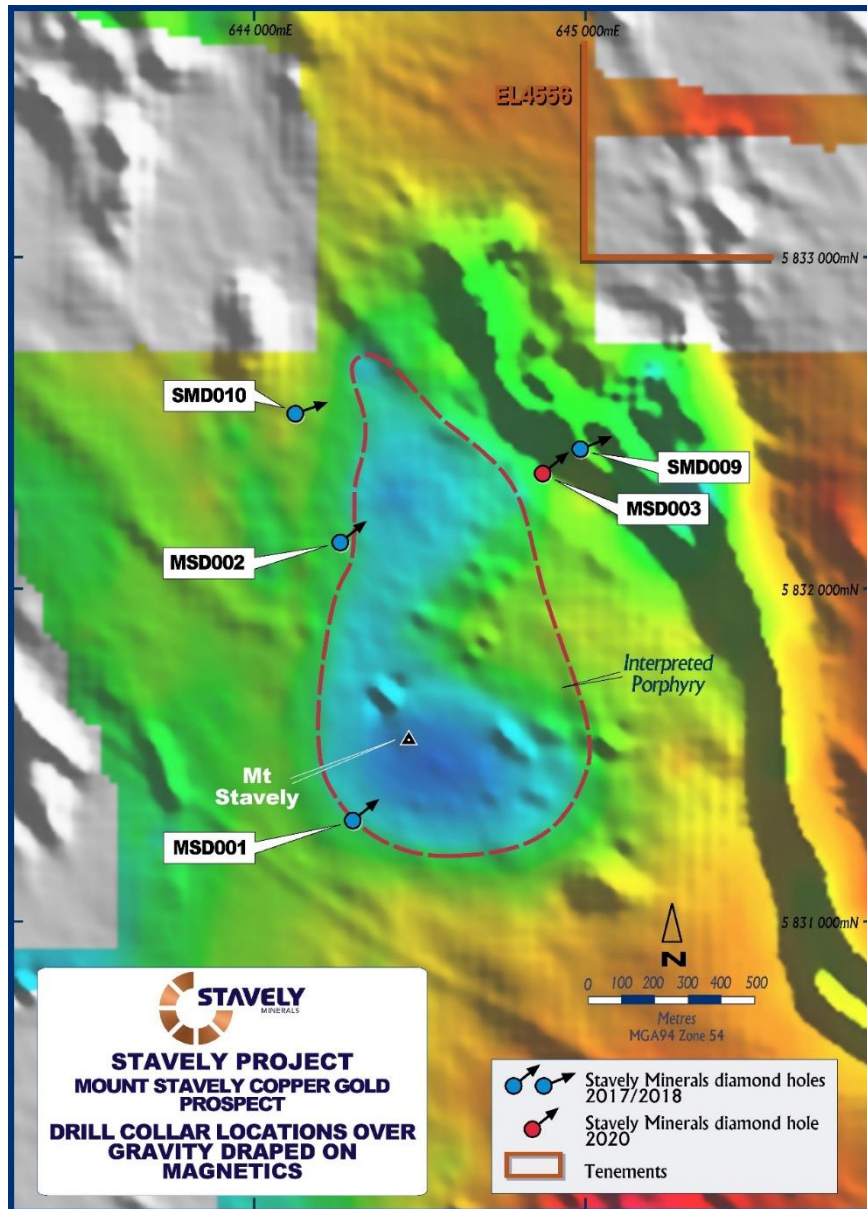 644 000mE
645 000mE
EL4556
5 833 000mN
SMD010
SMD009
MSD003
MSD002
5 832 000mN
Interpreted
Porphyry
Mt
Stavely
MSD001
5 831 000mN
N
0 100 200 300 400 500
Metres
MGA94 Zone 54
STAVELY
MINERALS
STAVELY PROJECT
MOUNT STAVELY COPPER GOLD
PROSPECT
DRILL COLLAR LOCATIONS OVER
GRAVITY DRAPED ON
MAGNETICS
Stavely Minerals diamond holes
2017/2018
Stavely Minerals diamond hole
2020
Tenements